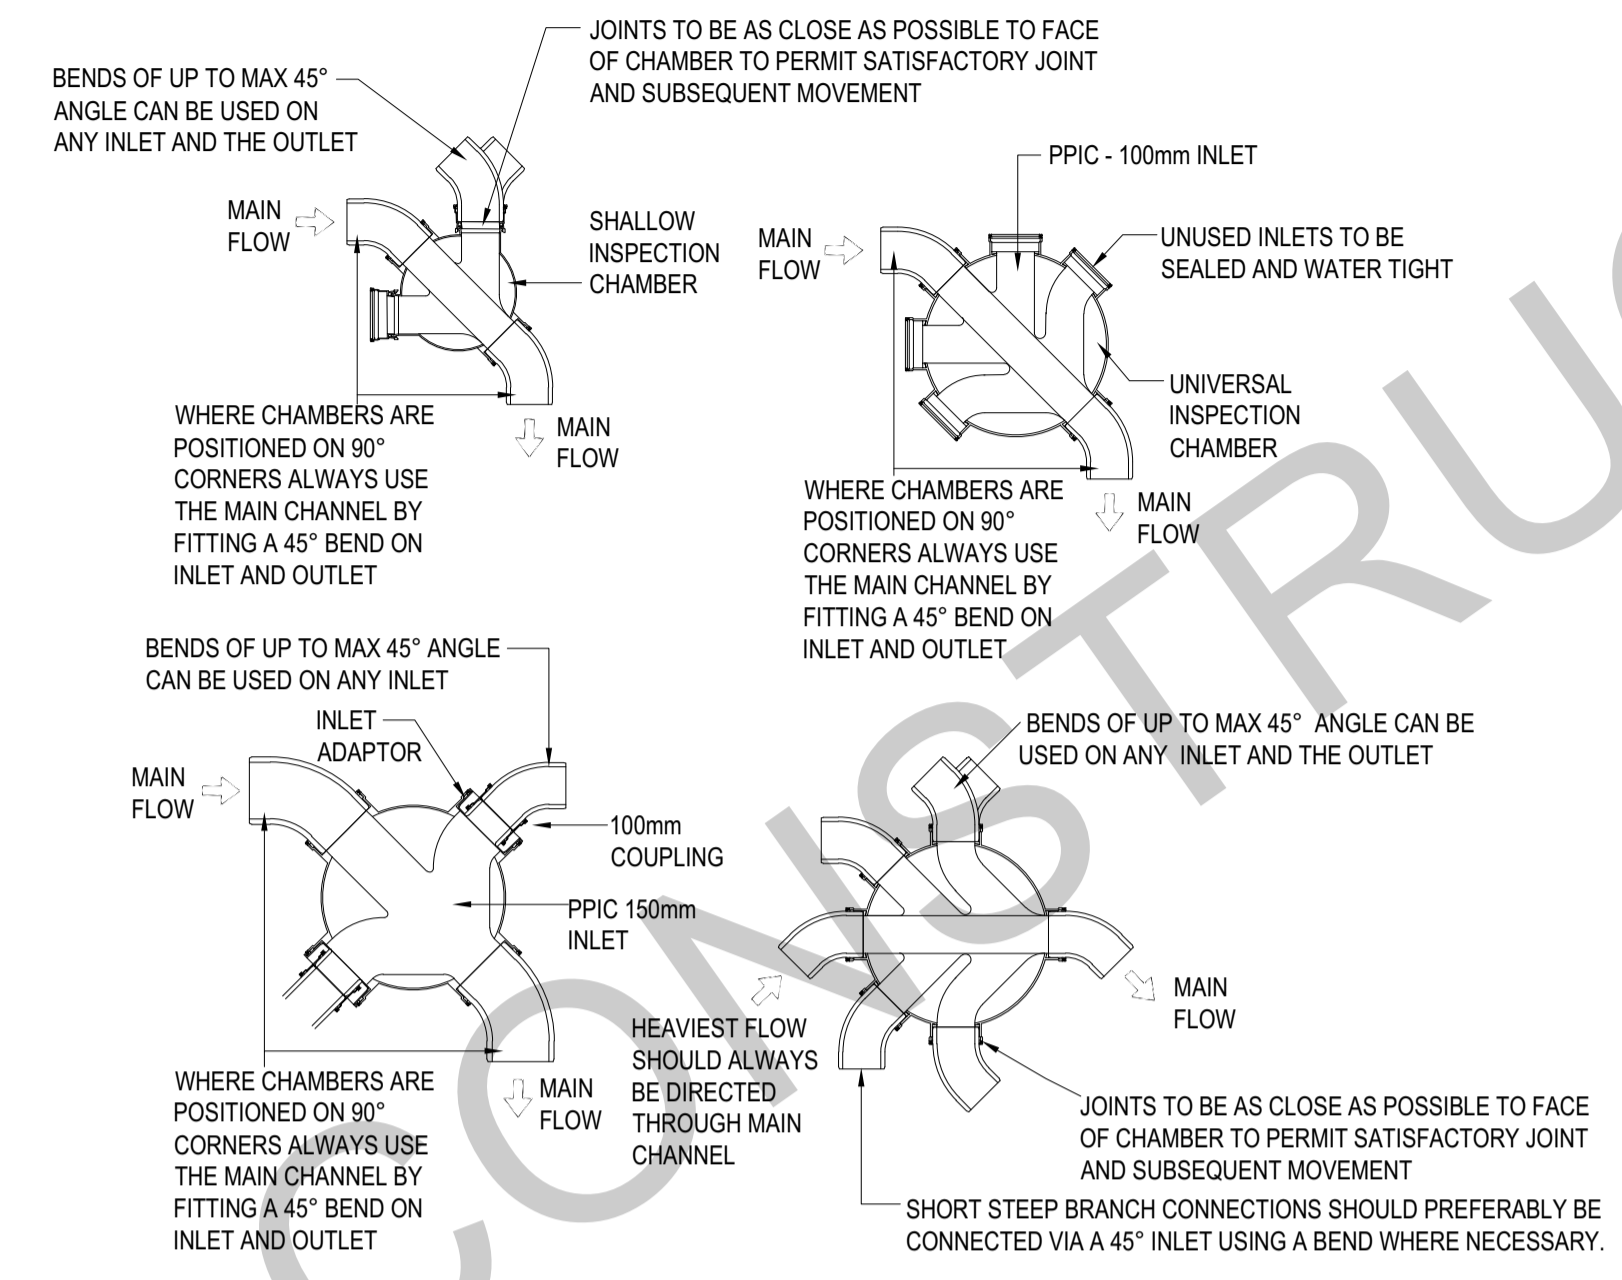 JOINTS TO BE AS CLOSE AS POSSIBLE TO FACE
OF CHAMBER TO PERMIT SATISFACTORY JOINT
AND SUBSEQUENT MOVEMENT
BENDS OF UP TO MAX 45°
ANGLE CAN BE USED ON
ANY INLET AND THE OUTLET
MAIN
FLOW
SHALLOW
INSPECTION
CHAMBER
WHERE CHAMBERS ARE
POSITIONED ON 90°
CORNERS ALWAYS USE
THE MAIN CHANNEL BY
FITTING A 45° BEND ON
INLET AND OUTLET
MAIN
FLOW
PPIC - 100mm INLET
MAIN
FLOW
UNUSED INLETS TO BE
SEALED AND WATER TIGHT
UNIVERSAL
INSPECTION
CHAMBER
WHERE CHAMBERS ARE
POSITIONED ON 90°
CORNERS ALWAYS USE
THE MAIN CHANNEL BY
FITTING A 45° BEND ON
INLET AND OUTLET
MAIN
FLOW
BENDS OF UP TO MAX 45° ANGLE
CAN BE USED ON ANY INLET
INLET
ADAPTOR
MAIN
FLOW
100mm
COUPLING
PPIC 150mm
INLET
WHERE CHAMBERS ARE
POSITIONED ON 90°
CORNERS ALWAYS USE
THE MAIN CHANNEL BY
FITTING A 45° BEND ON
INLET AND OUTLET
MAIN
FLOW
BENDS OF UP TO MAX 45° ANGLE CAN BE
USED ON ANY INLET AND THE OUTLET
HEAVIEST FLOW
SHOULD ALWAYS
BE DIRECTED
THROUGH MAIN
CHANNEL
MAIN
FLOW
JOINTS TO BE AS CLOSE AS POSSIBLE TO FACE
OF CHAMBER TO PERMIT SATISFACTORY JOINT
AND SUBSEQUENT MOVEMENT
SHORT STEEP BRANCH CONNECTIONS SHOULD PREFERABLY BE
CONNECTED VIA A 45° INLET USING A BEND WHERE NECESSARY.
CONSTRU